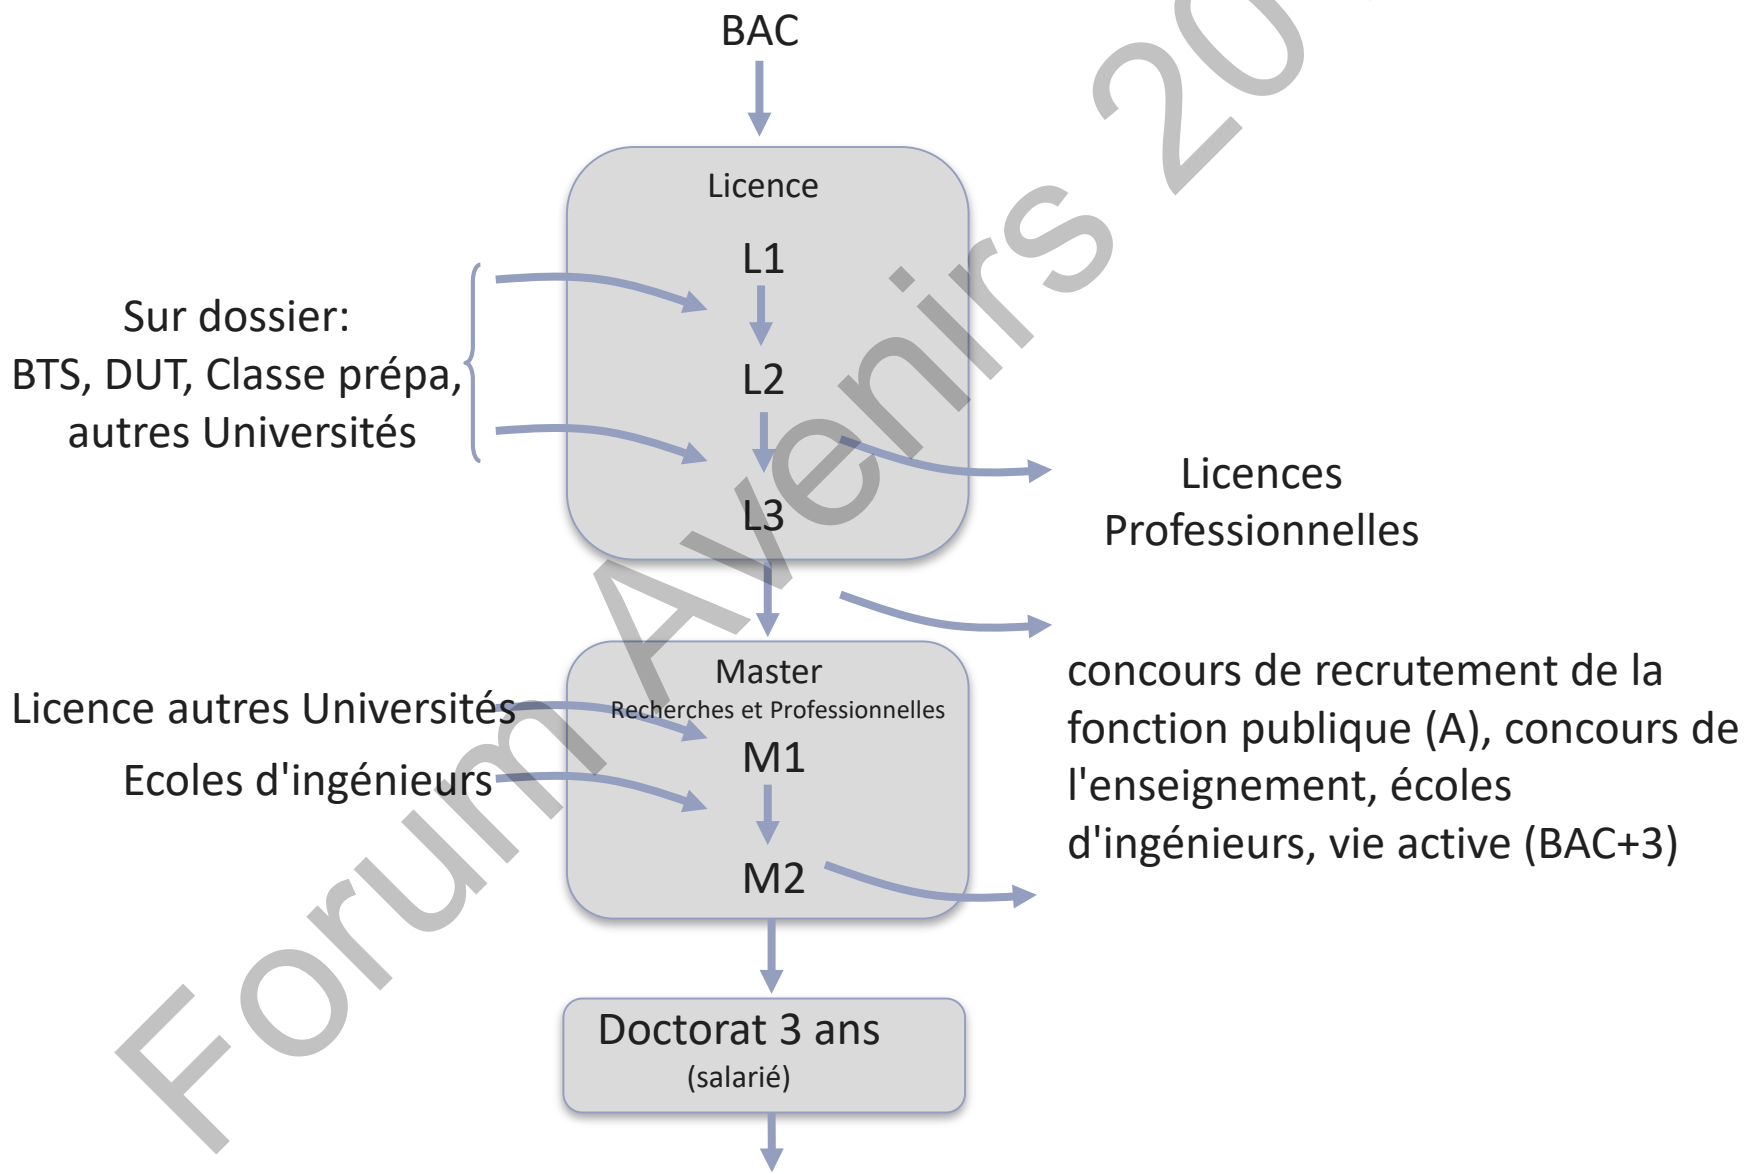 BAC
Licence
L1
Sur dossier:
BTS, DUT, Classe prépa,
autres Universités
L2
L3
Licences
Professionnelles
Master
Recherches et Professionnelles
Licence autres Universités
Ecoles d'ingénieurs
M1
M2
concours de recrutement de la
fonction publique (A), concours de
l'enseignement, écoles
d'ingénieurs, vie active (BAC+3)
Doctorat 3 ans
(salarié)
Forum Avenirs 20